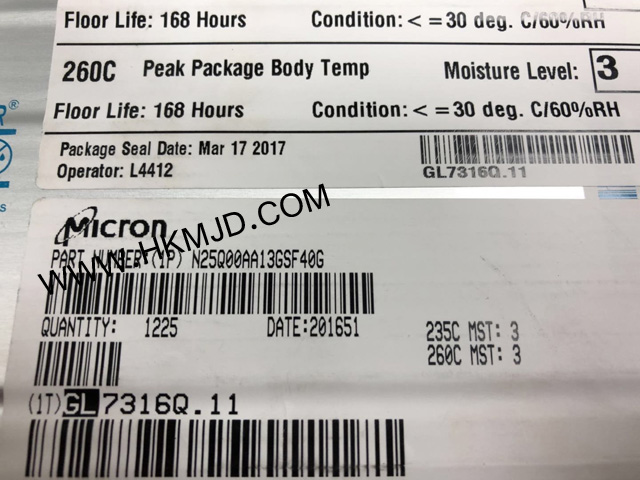 Floor Life: 168 Hours Condition: < =30 deg. C/60%RH
260C Peak Package Body Temp Moisture Level: 3
Floor Life: 168 Hours Condition: < =30 deg. C/60%RH
Package Seal Date: Mar 17 2017
Operator: L4412
GL7316Q.11
R®
s
Micron
PART NUMBER(1P) N25Q00AA13GSF40G
WWW.HKMJD.COM
QUANTITY: 1225 DATE:201651
235C MST: 3
260C MST: 3
(1T)GL7316Q.11